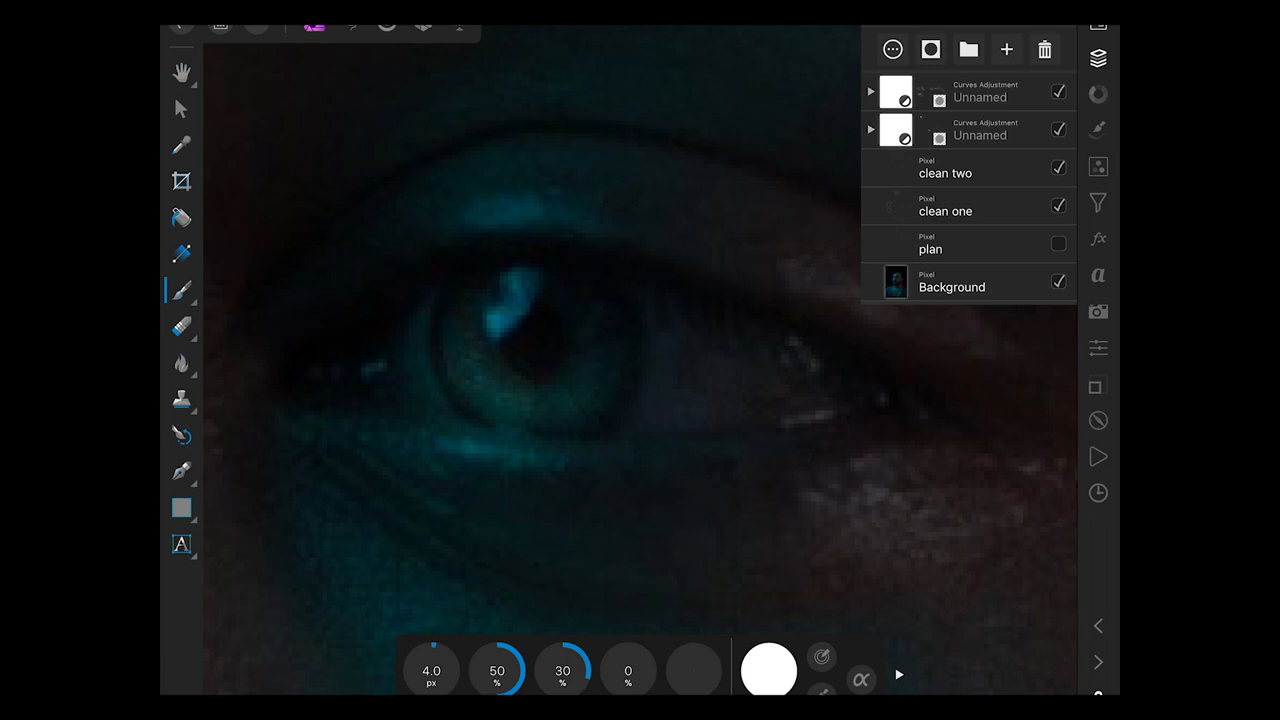 Curves Adjustment
Unnamed
Curves Adjustment
Unnamed
Pixel
clean two
Pixel
clean one
Pixel
plan
Pixel
Background
fx
a
A
4.0
px
50
%
30
%
0
%
α